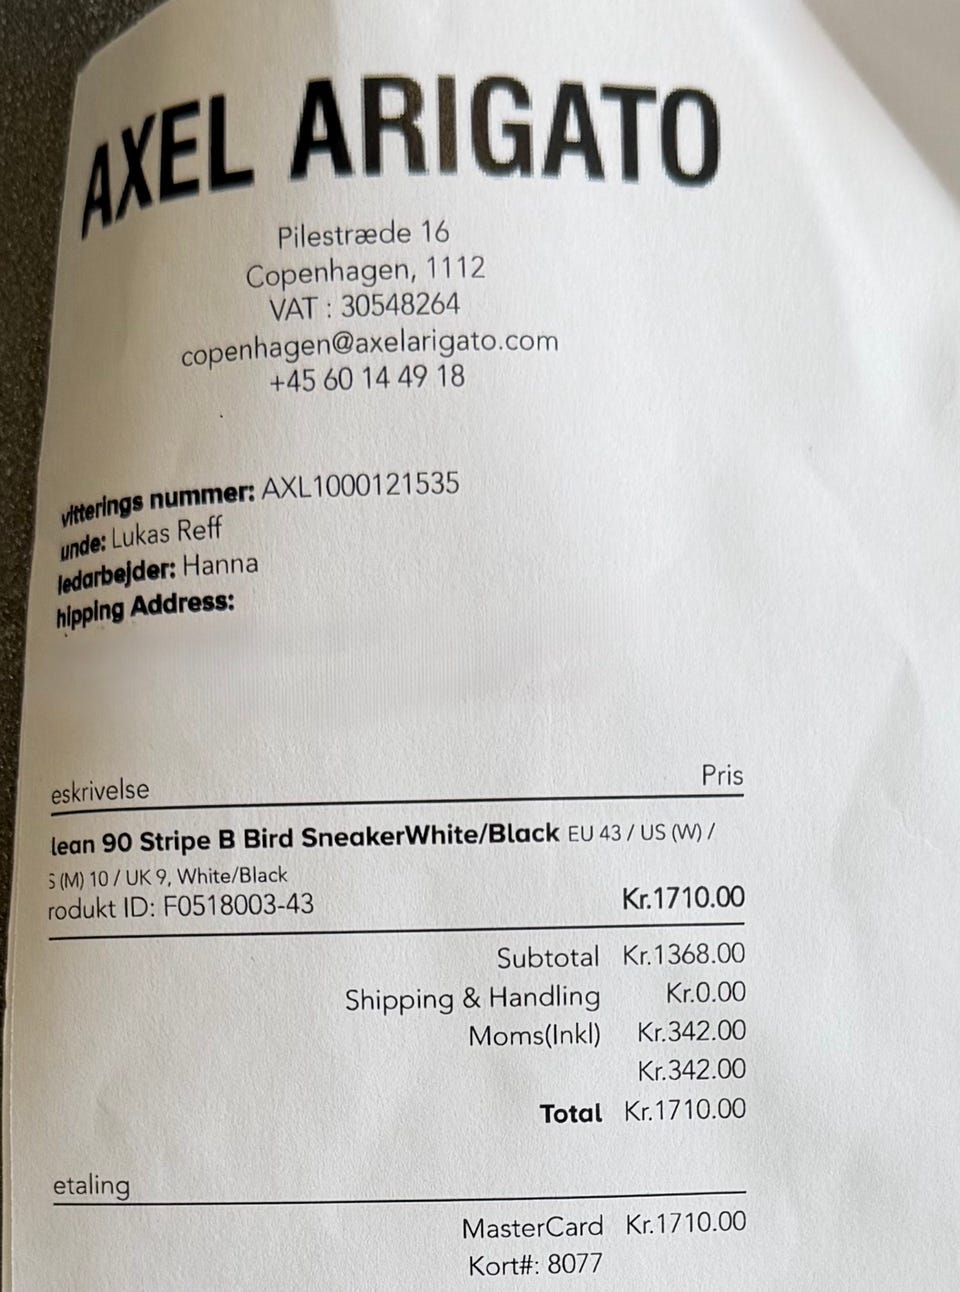 AXEL ARIGATO
Pilestræde 16
Copenhagen, 1112
VAT : 30548264
copenhagen@axelarigato.com
+45 60 14 49 18
vitterings nummer: AXL1000121535
unde: Lukas Reff
ledarbejder: Hanna
hipping Address:
eskrivelse Pris
lean 90 Stripe B Bird SneakerWhite/Black EU 43 / US (W) /
S (M) 10 / UK 9, White/Black
rodukt ID: F0518003-43 Kr.1710.00
Subtotal Kr.1368.00
Shipping & Handling Kr.0.00
Moms(Inkl) Kr.342.00
Kr.342.00
Total Kr.1710.00
etaling
MasterCard Kr.1710.00
Kort#: 8077